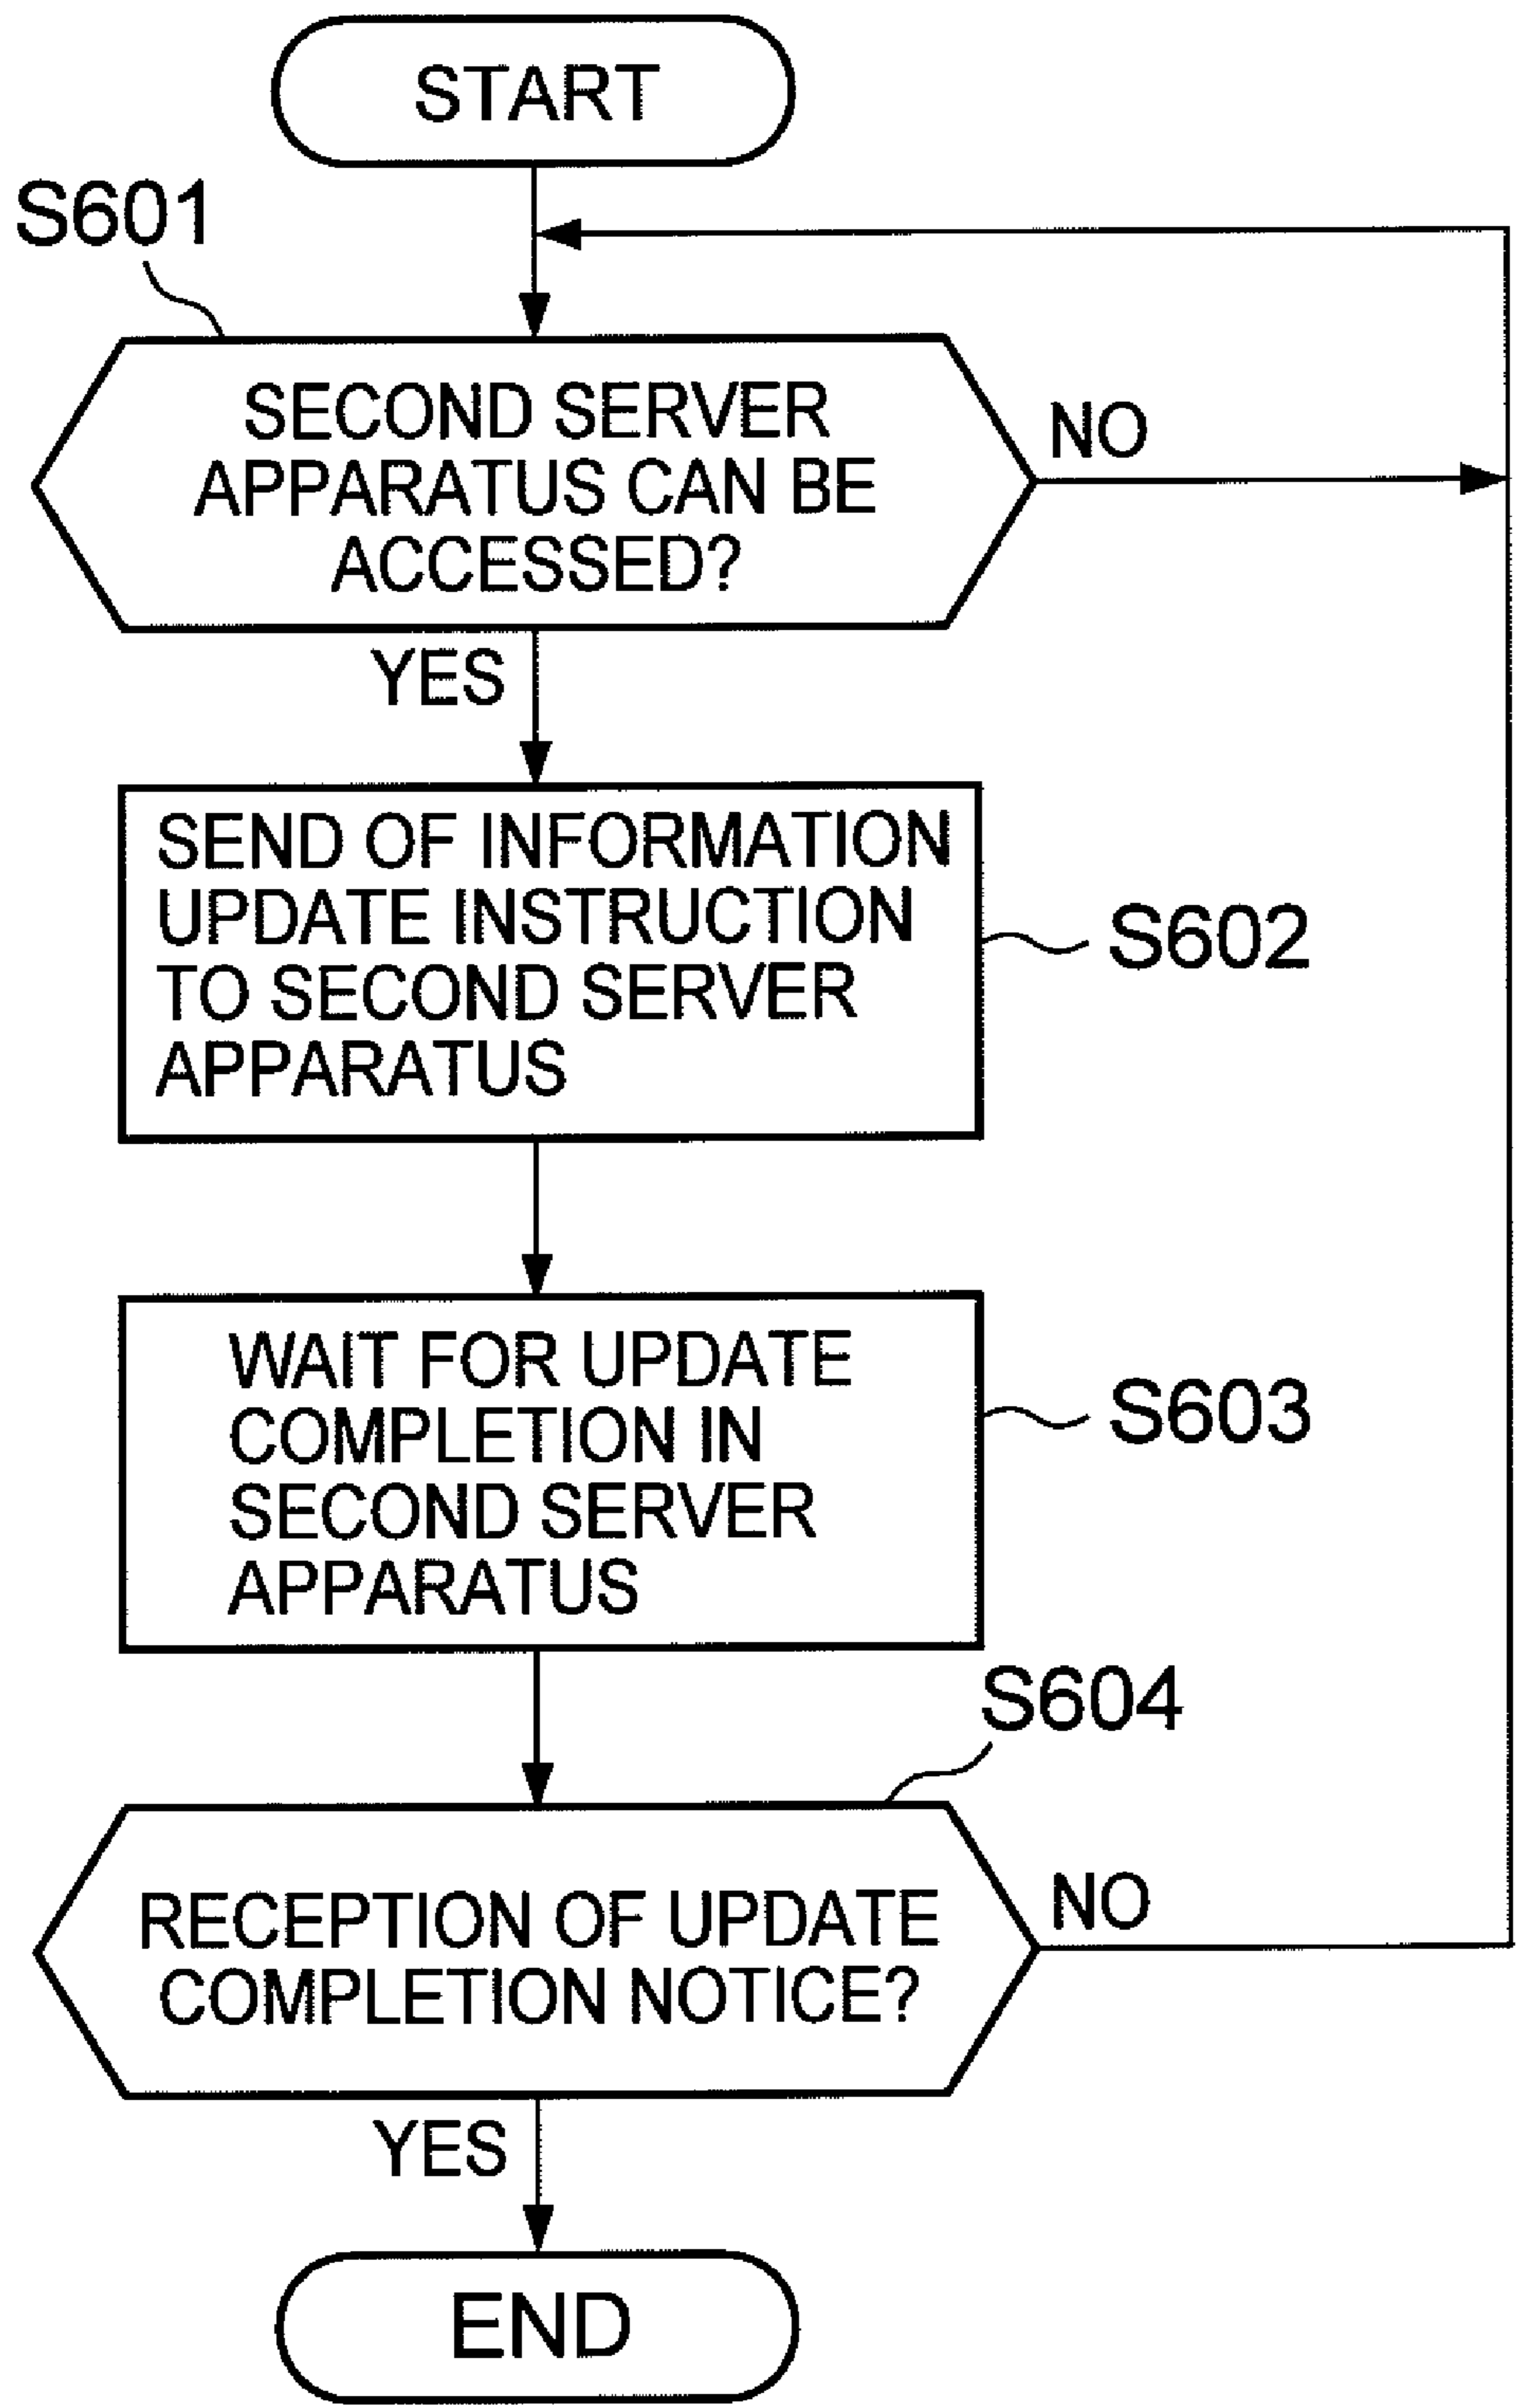 START
S601
SECOND SERVER
APPARATUS CAN BE
ACCESSED?
NO
YES
SEND OF INFORMATION
UPDATE INSTRUCTION
TO SECOND SERVER
APPARATUS
S602
WAIT FOR UPDATE
COMPLETION IN
SECOND SERVER
APPARATUS
S603
S604
RECEPTION OF UPDATE
COMPLETION NOTICE?
NO
YES
END